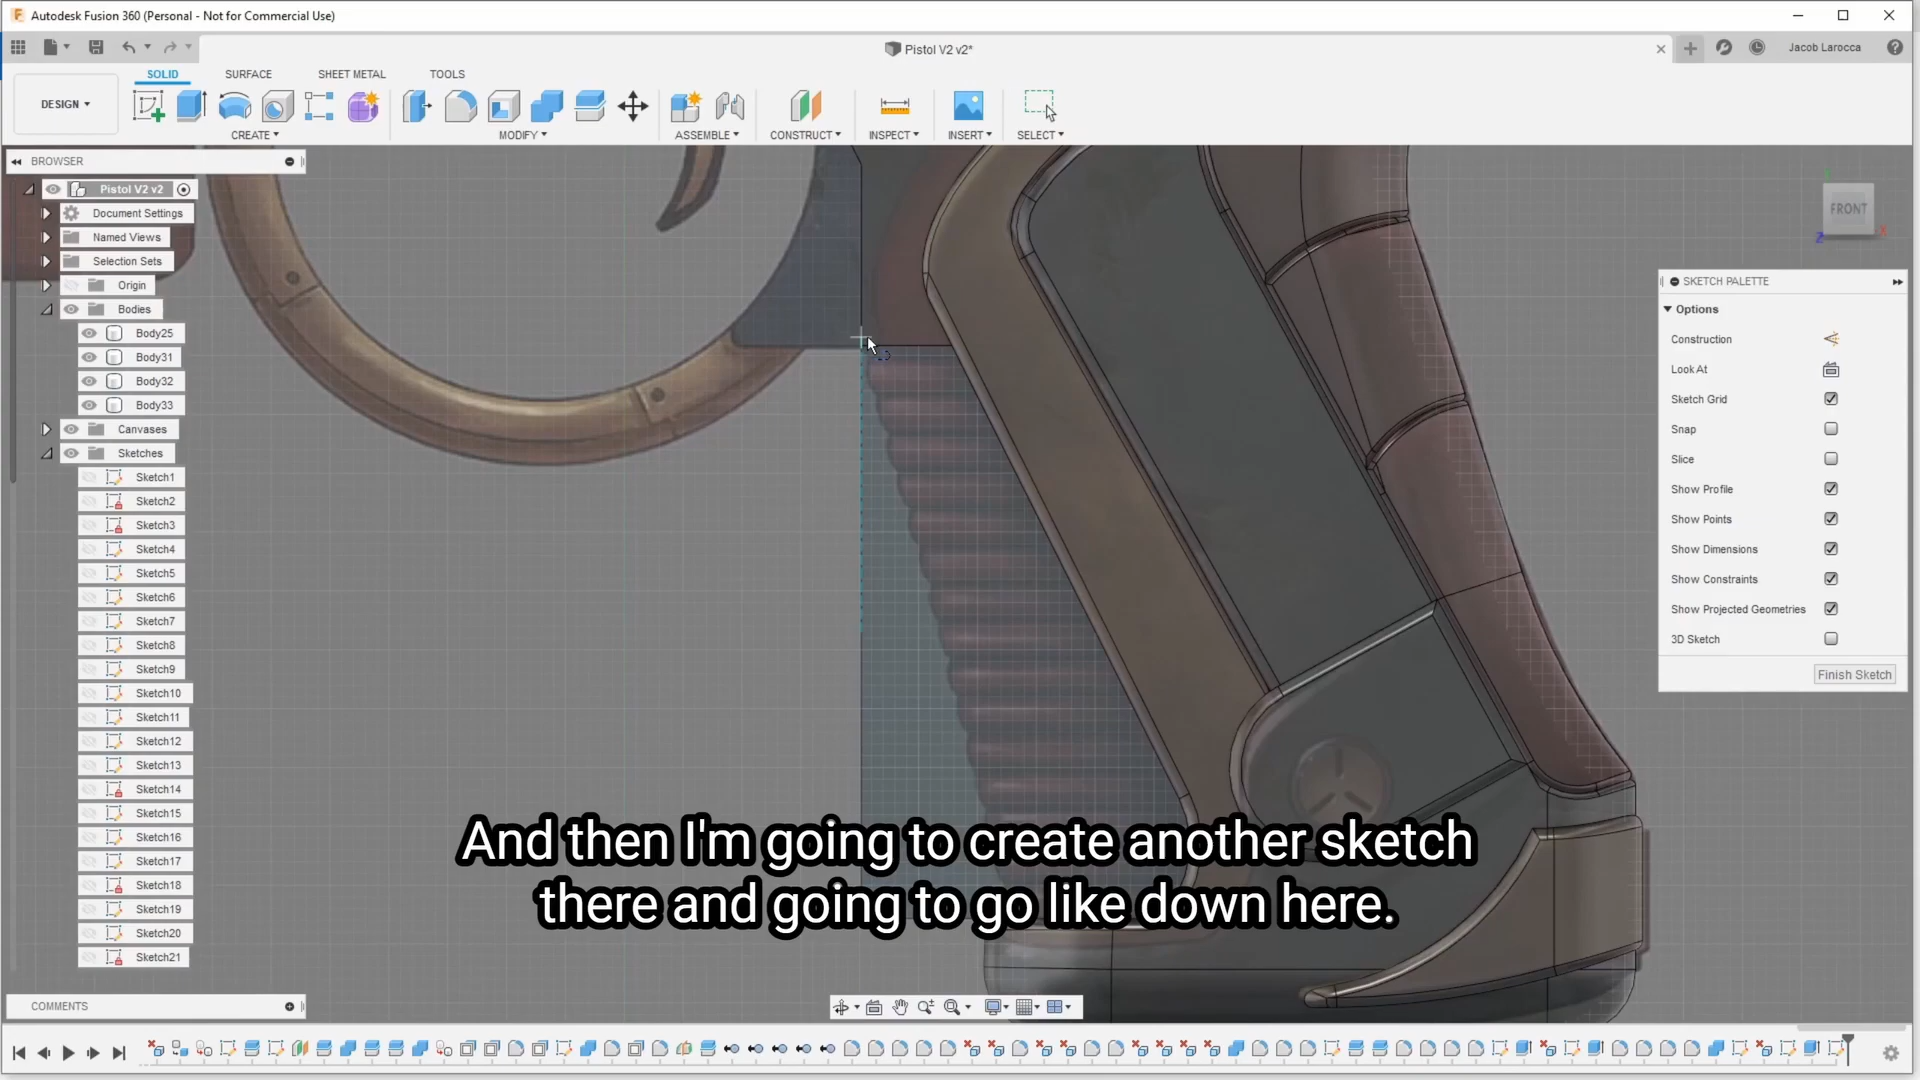 Autodesk Fusion 360 (Personal - Not for Commercial Use)
Pistol V2 v2*
Jacob Larocca
DESIGN
SOLID
SURFACE
SHEET METAL
TOOLS
CREATE
MODIFY
ASSEMBLE
CONSTRUCT
INSPECT
INSERT
SELECT
BROWSER
Pistol V2 v2
Document Settings
Named Views
Selection Sets
Origin
Bodies
Body25
Body31
Body32
Body33
Canvases
Sketches
Sketch1
Sketch2
Sketch3
Sketch4
Sketch5
Sketch6
Sketch7
Sketch8
Sketch9
Sketch10
Sketch11
Sketch12
Sketch13
Sketch14
Sketch15
Sketch16
Sketch17
Sketch18
Sketch19
Sketch20
Sketch21
FRONT
Z
X
SKETCH PALETTE
Options
Construction
Look At
Sketch Grid
Snap
Slice
Show Profile
Show Points
Show Dimensions
Show Constraints
Show Projected Geometries
3D Sketch
Finish Sketch
And then I'm going to create another sketch
there and going to go like down here.
COMMENTS